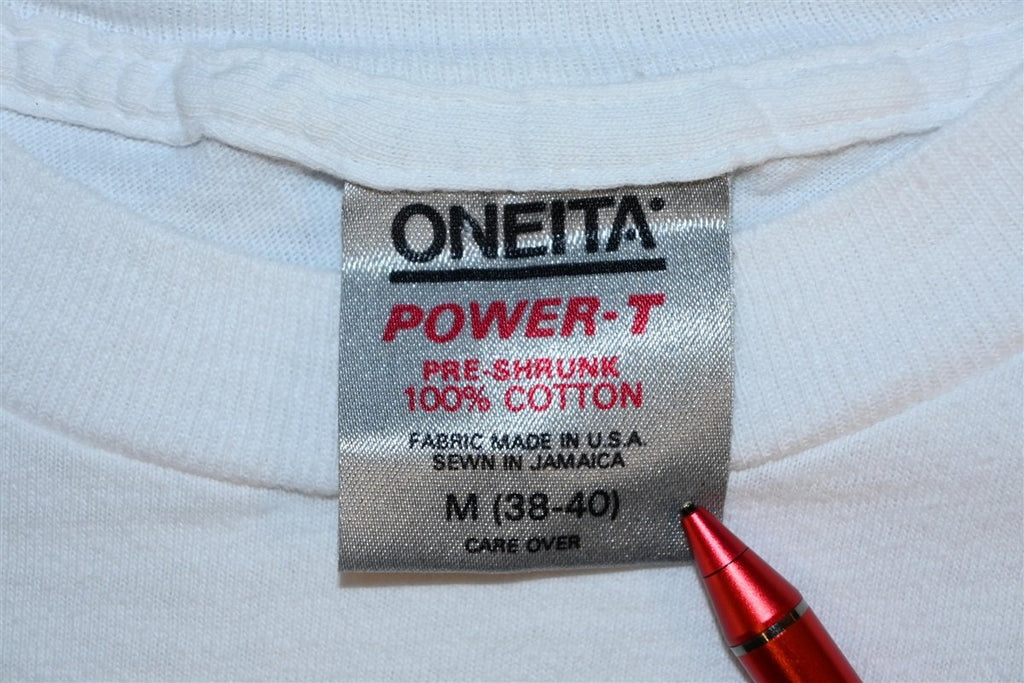 ONEITA
POWER-T
PRE-SHRUNK
100% COTTON
FABRIC MADE IN U.S.A.
SEWN IN JAMAICA
M (38-40)
CARE OVER